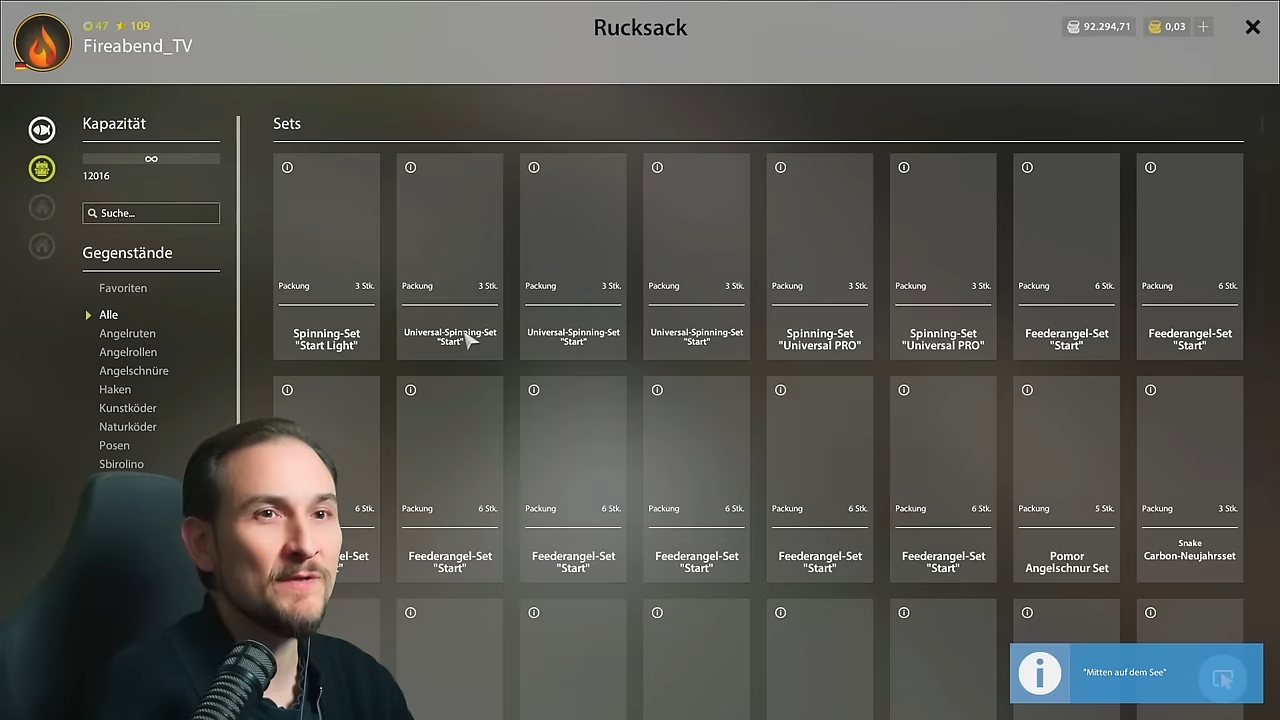 47 109
Fireabend_TV
Rucksack
92.294,71
0,03
Kapazität
∞
12016
Suche...
Gegenstände
Favoriten
Alle
Angelruten
Angelrollen
Angelschnüre
Haken
Kunstköder
Naturköder
Posen
Sbirolino
Sets
Packung 3 Stk.
Spinning-Set
"Start Light"
Packung 3 Stk.
Universal-Spinning-Set
"Start"
Packung 3 Stk.
Universal-Spinning-Set
"Start"
Packung 3 Stk.
Universal-Spinning-Set
"Start"
Packung 3 Stk.
Spinning-Set
"Universal PRO"
Packung 3 Stk.
Spinning-Set
"Universal PRO"
Packung 6 Stk.
Feederangel-Set
"Start"
Packung 6 Stk.
Feederangel-Set
"Start"
6 Stk.
el-Set
Packung 6 Stk.
Feederangel-Set
"Start"
Packung 6 Stk.
Feederangel-Set
"Start"
Packung 6 Stk.
Feederangel-Set
"Start"
Packung 6 Stk.
Feederangel-Set
"Start"
Packung 6 Stk.
Feederangel-Set
"Start"
Packung 5 Stk.
Pomor
Angelschnur Set
Packung 3 Stk.
Snake
Carbon-Neujahrsset
"Mitten auf dem See"